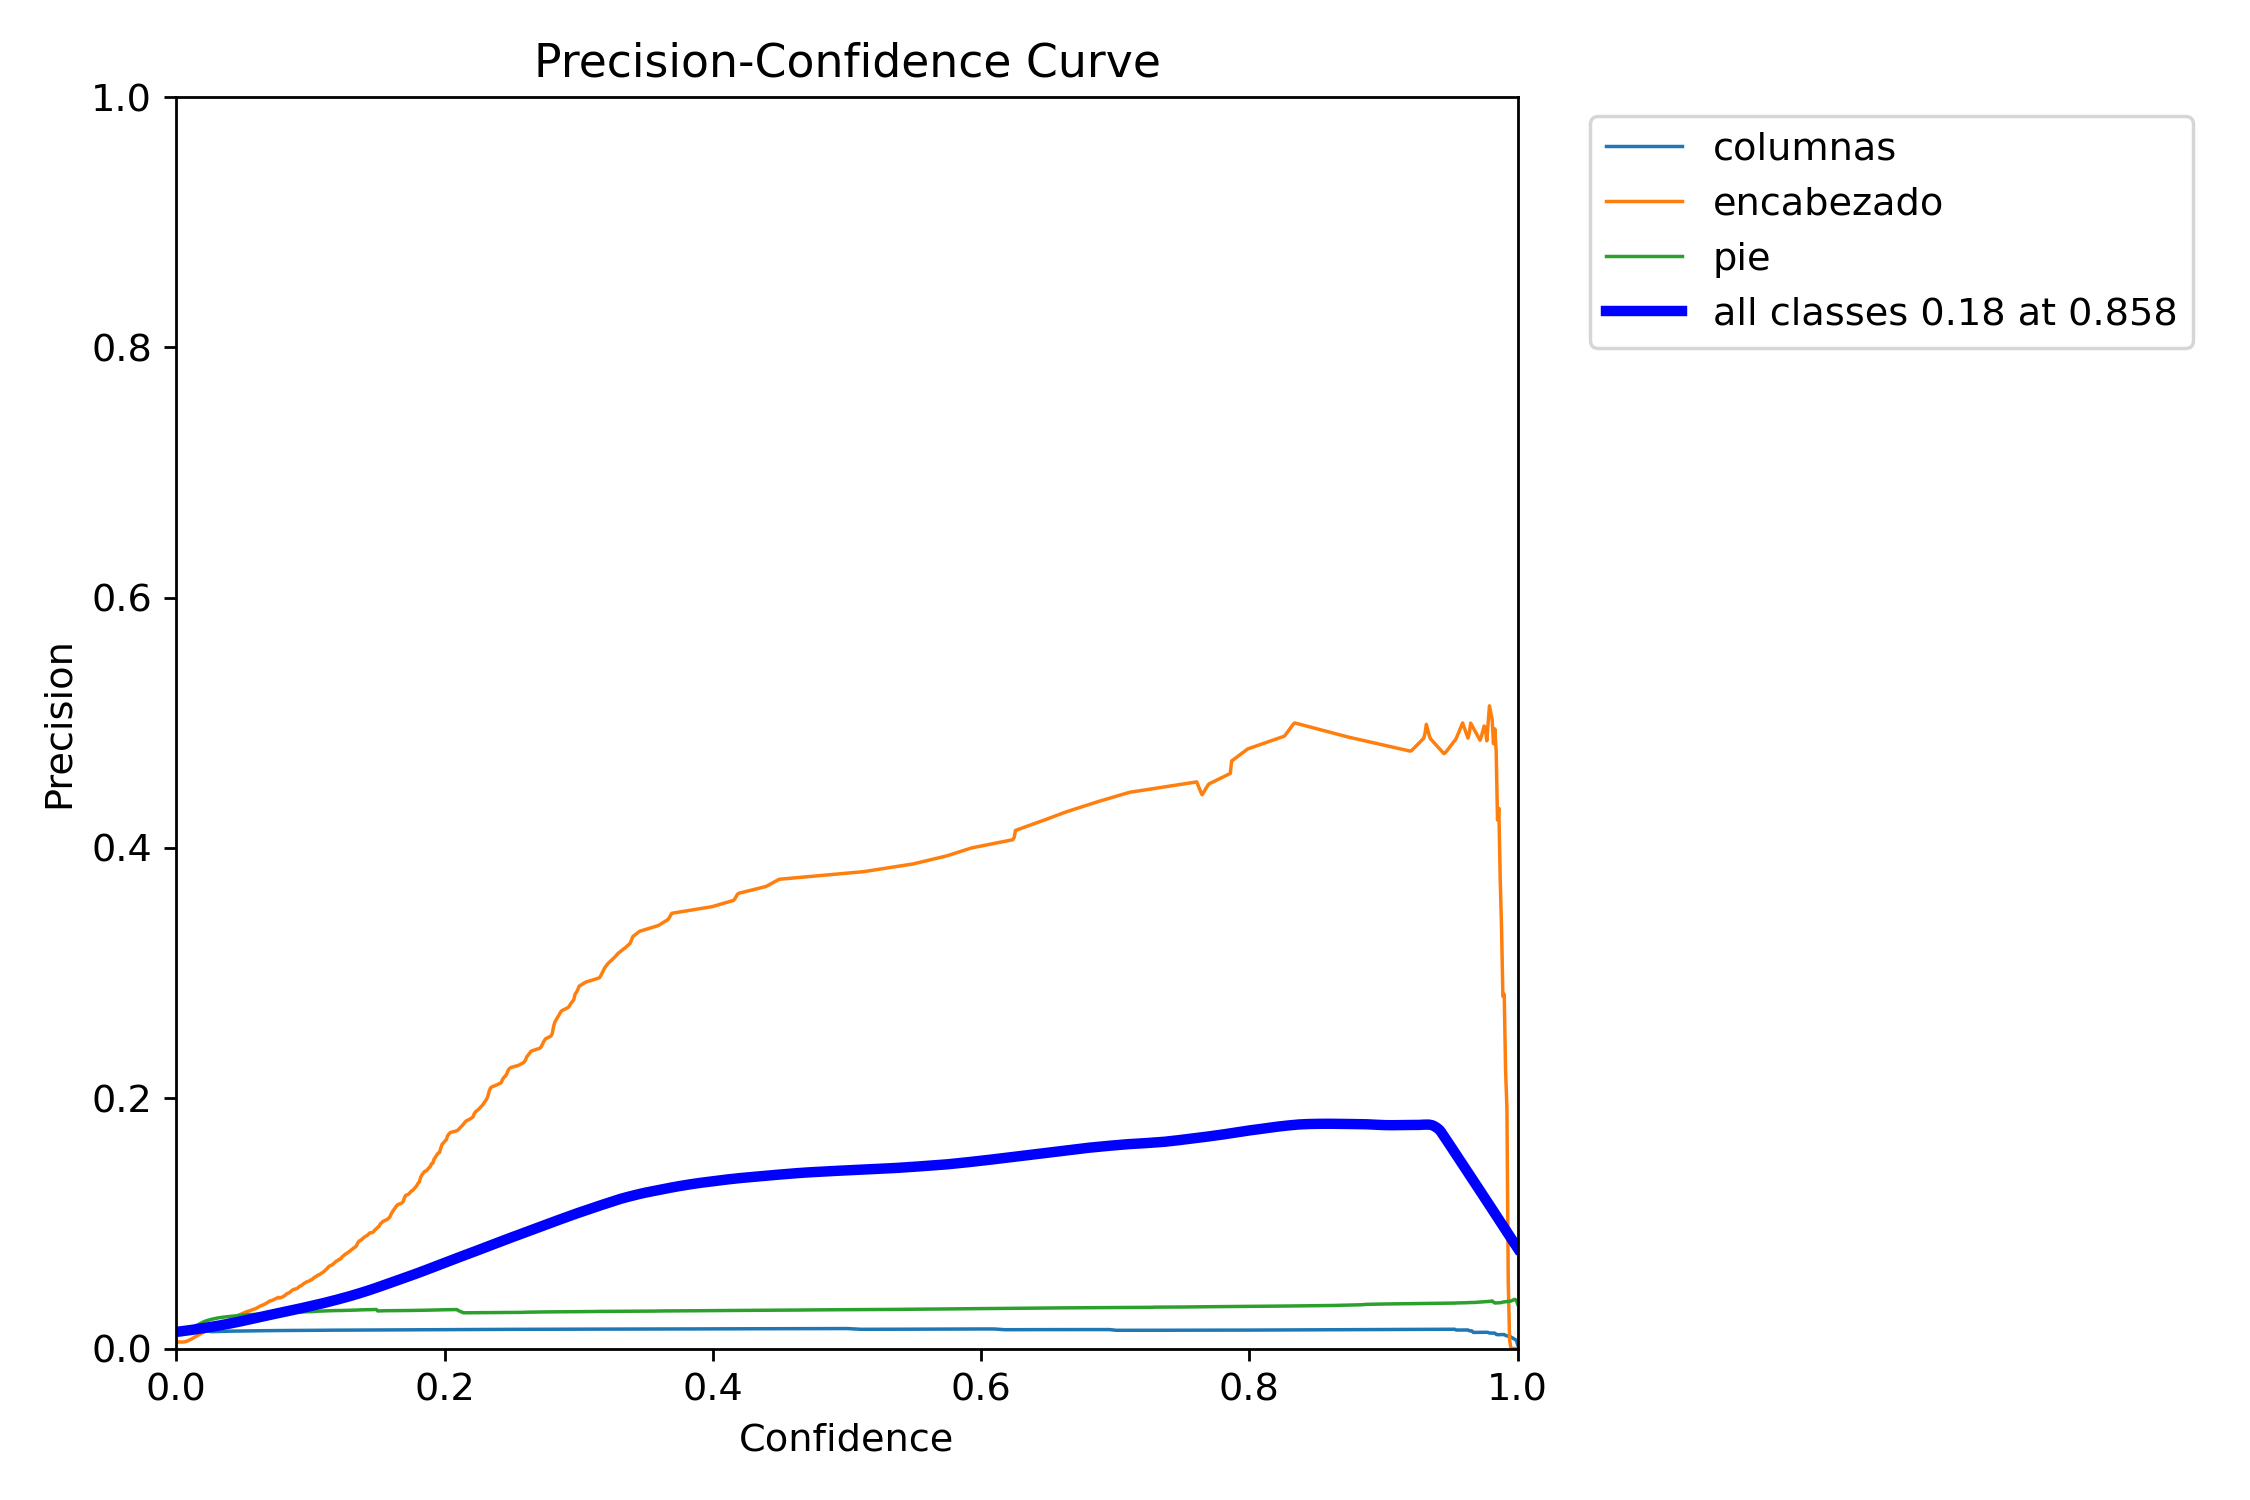 Precision-Confidence Curve
1.0
0.8
0.6
0.4
0.2
0.0
Precision
0.0 0.2 0.4 0.6 0.8 1.0
Confidence
columnas
encabezado
pie
all classes 0.18 at 0.858